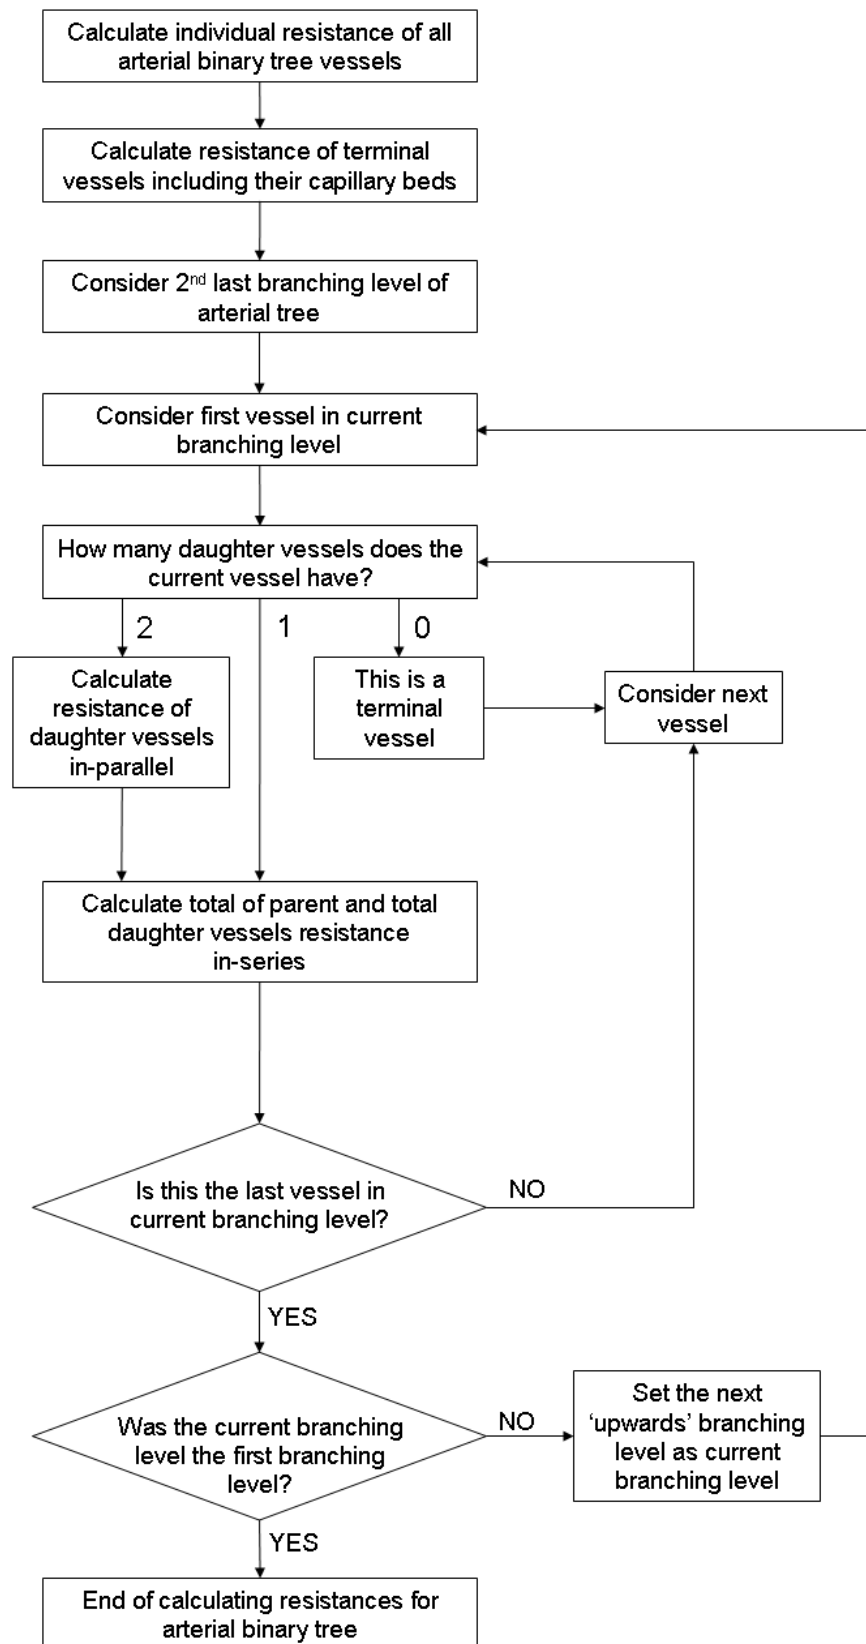 Calculate individual resistance of all
arterial binary tree vessels
Calculate resistance of terminal
vessels including their capillary beds
Consider 2nd last branching level of
arterial tree
Consider first vessel in current
branching level
How many daughter vessels does the
current vessel have?
2
1
0
Calculate
resistance of
daughter vessels
in-parallel
This is a
terminal
vessel
Consider next
vessel
Calculate total of parent and total
daughter vessels resistance
in-series
Is this the last vessel in
current branching level?
NO
YES
Was the current branching
level the first branching
level?
NO
Set the next
‘upwards’ branching
level as current
branching level
YES
End of calculating resistances for
arterial binary tree